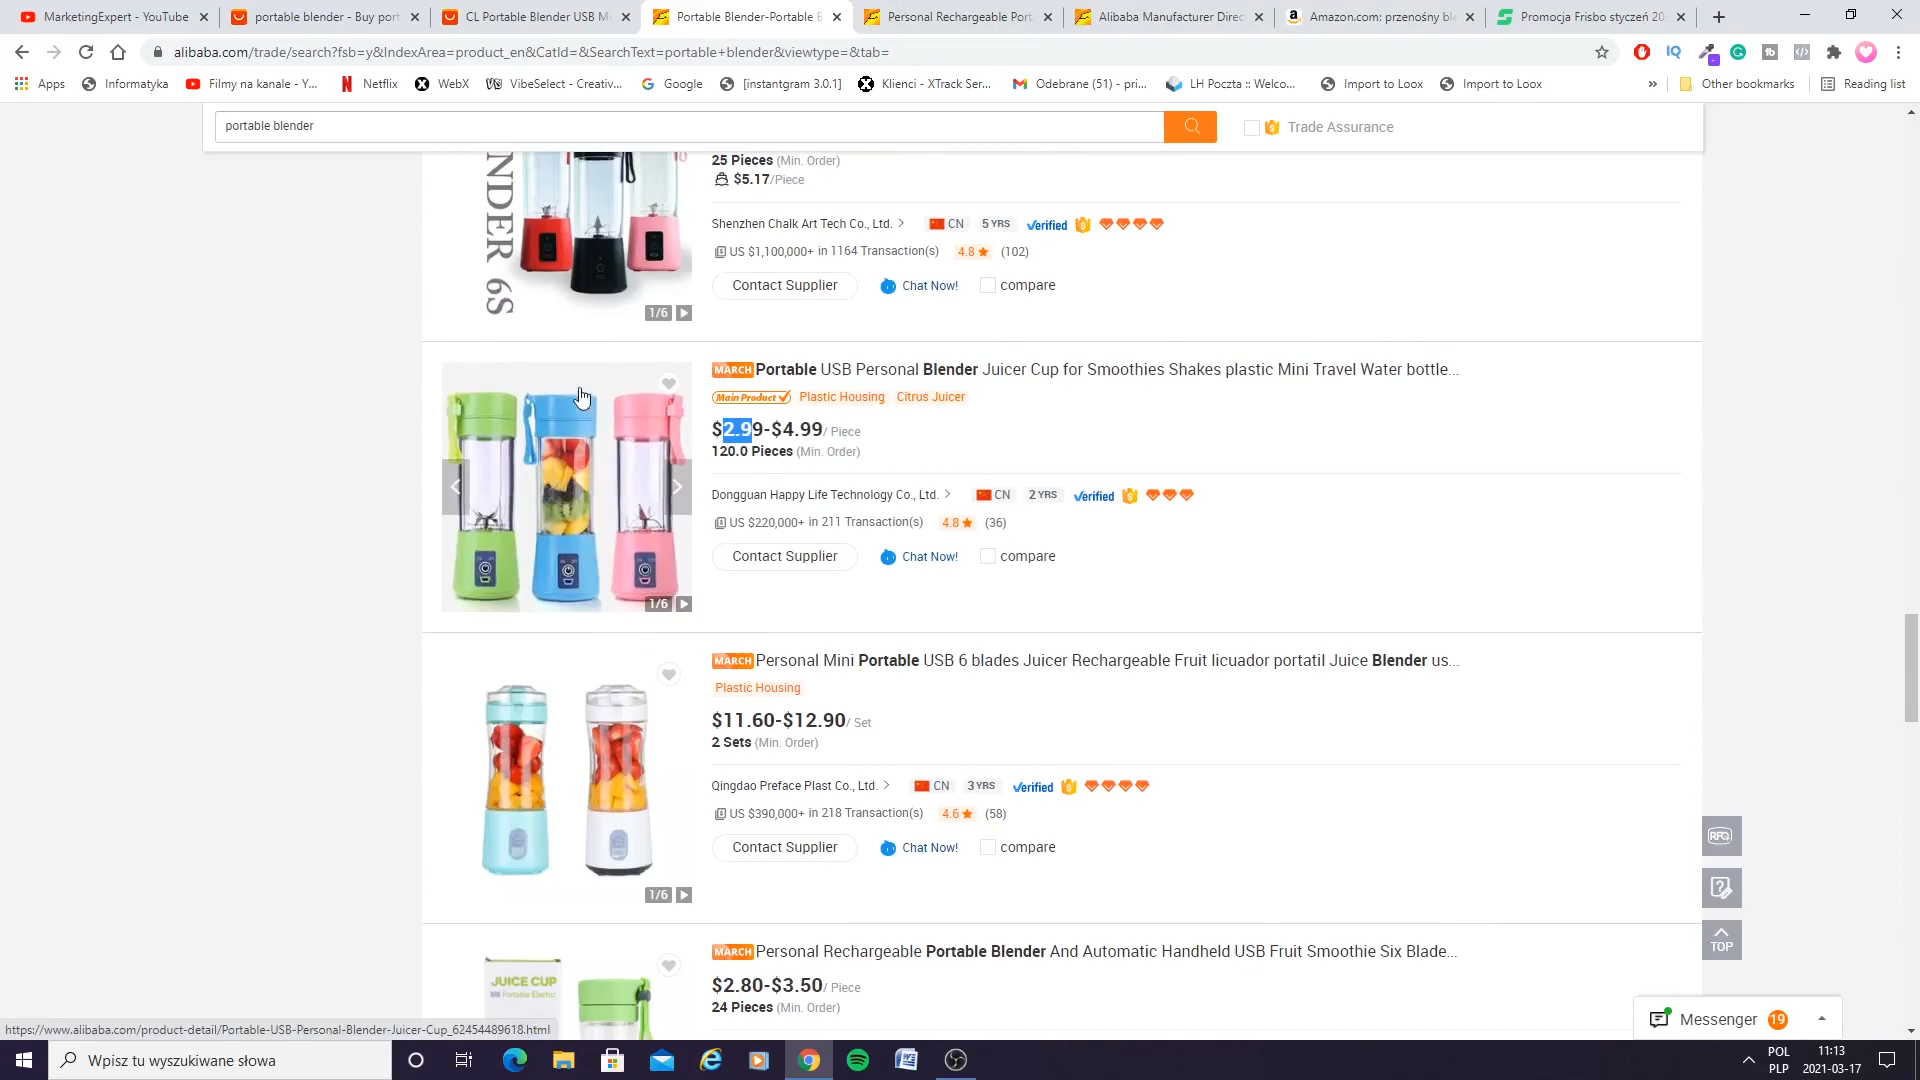 MarketingExpert - YouTube
portable blender - Buy port
CL Portable Blender USB Mi
Portable Blender-Portable B
Personal Rechargeable Port
Alibaba Manufacturer Direc
Amazon.com: przenośny ble
Promocja Frisbo styczeń 20
alibaba.com/trade/search?fsb=y&IndexArea=product_en&CatId=&SearchText=portable+blender&viewtype=&tab=
Apps
Informatyka
Filmy na kanale - Y...
Netflix
WebX
VibeSelect - Creativ...
Google
[instantgram 3.0.1]
Klienci - XTrack Ser...
Odebrane (51) - pri...
LH Poczta :: Welco...
Import to Loox
Import to Loox
»
Other bookmarks
Reading list
portable blender
Trade Assurance
NDER 6S
1/6
25 Pieces (Min. Order)
$5.17/Piece
Shenzhen Chalk Art Tech Co., Ltd. > CN 5 YRS Verified
US $1,100,000+ in 1164 Transaction(s) 4.8 (102)
Contact Supplier Chat Now! compare
MARCH Portable USB Personal Blender Juicer Cup for Smoothies Shakes plastic Mini Travel Water bottle...
Main Product Plastic Housing Citrus Juicer
$2.99-$4.99/ Piece
120.0 Pieces (Min. Order)
Dongguan Happy Life Technology Co., Ltd. > CN 2 YRS Verified
US $220,000+ in 211 Transaction(s) 4.8 (36)
Contact Supplier Chat Now! compare
1/6
MARCH Personal Mini Portable USB 6 blades Juicer Rechargeable Fruit licuador portatil Juice Blender us...
Plastic Housing
$11.60-$12.90/ Set
2 Sets (Min. Order)
Qingdao Preface Plast Co., Ltd. > CN 3 YRS Verified
US $390,000+ in 218 Transaction(s) 4.6 (58)
Contact Supplier Chat Now! compare
1/6
RFQ
TOP
JUICE CUP
Portable Electric
MARCH Personal Rechargeable Portable Blender And Automatic Handheld USB Fruit Smoothie Six Blade...
$2.80-$3.50/ Piece
24 Pieces (Min. Order)
Messenger 19
https://www.alibaba.com/product-detail/Portable-USB-Personal-Blender-Juicer-Cup_62454489618.html
Wpisz tu wyszukiwane słowa
POL
PLP
11:13
2021-03-17